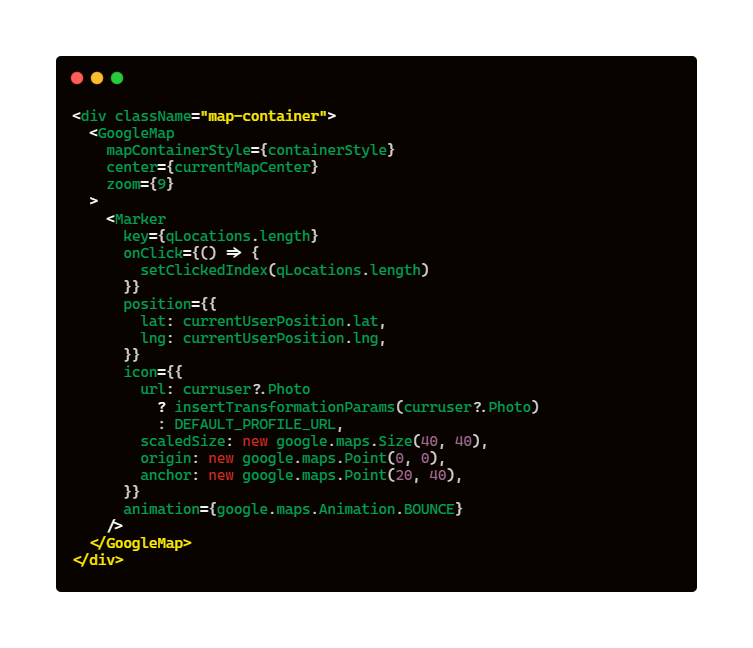 <div className="map-container">
  <GoogleMap
    mapContainerStyle={containerStyle}
    center={currentMapCenter}
    zoom={9}
  >
    <Marker
      key={qLocations.length}
      onClick={() => {
        setClickedIndex(qLocations.length)
      }}
      position={{
        lat: currentUserPosition.lat,
        lng: currentUserPosition.lng,
      }}
      icon={{
        url: curruser?.Photo
          ? insertTransformationParams(curruser?.Photo)
          : DEFAULT_PROFILE_URL,
        scaledSize: new google.maps.Size(40, 40),
        origin: new google.maps.Point(0, 0),
        anchor: new google.maps.Point(20, 40),
      }}
      animation={google.maps.Animation.BOUNCE}
    />
  </GoogleMap>
</div>